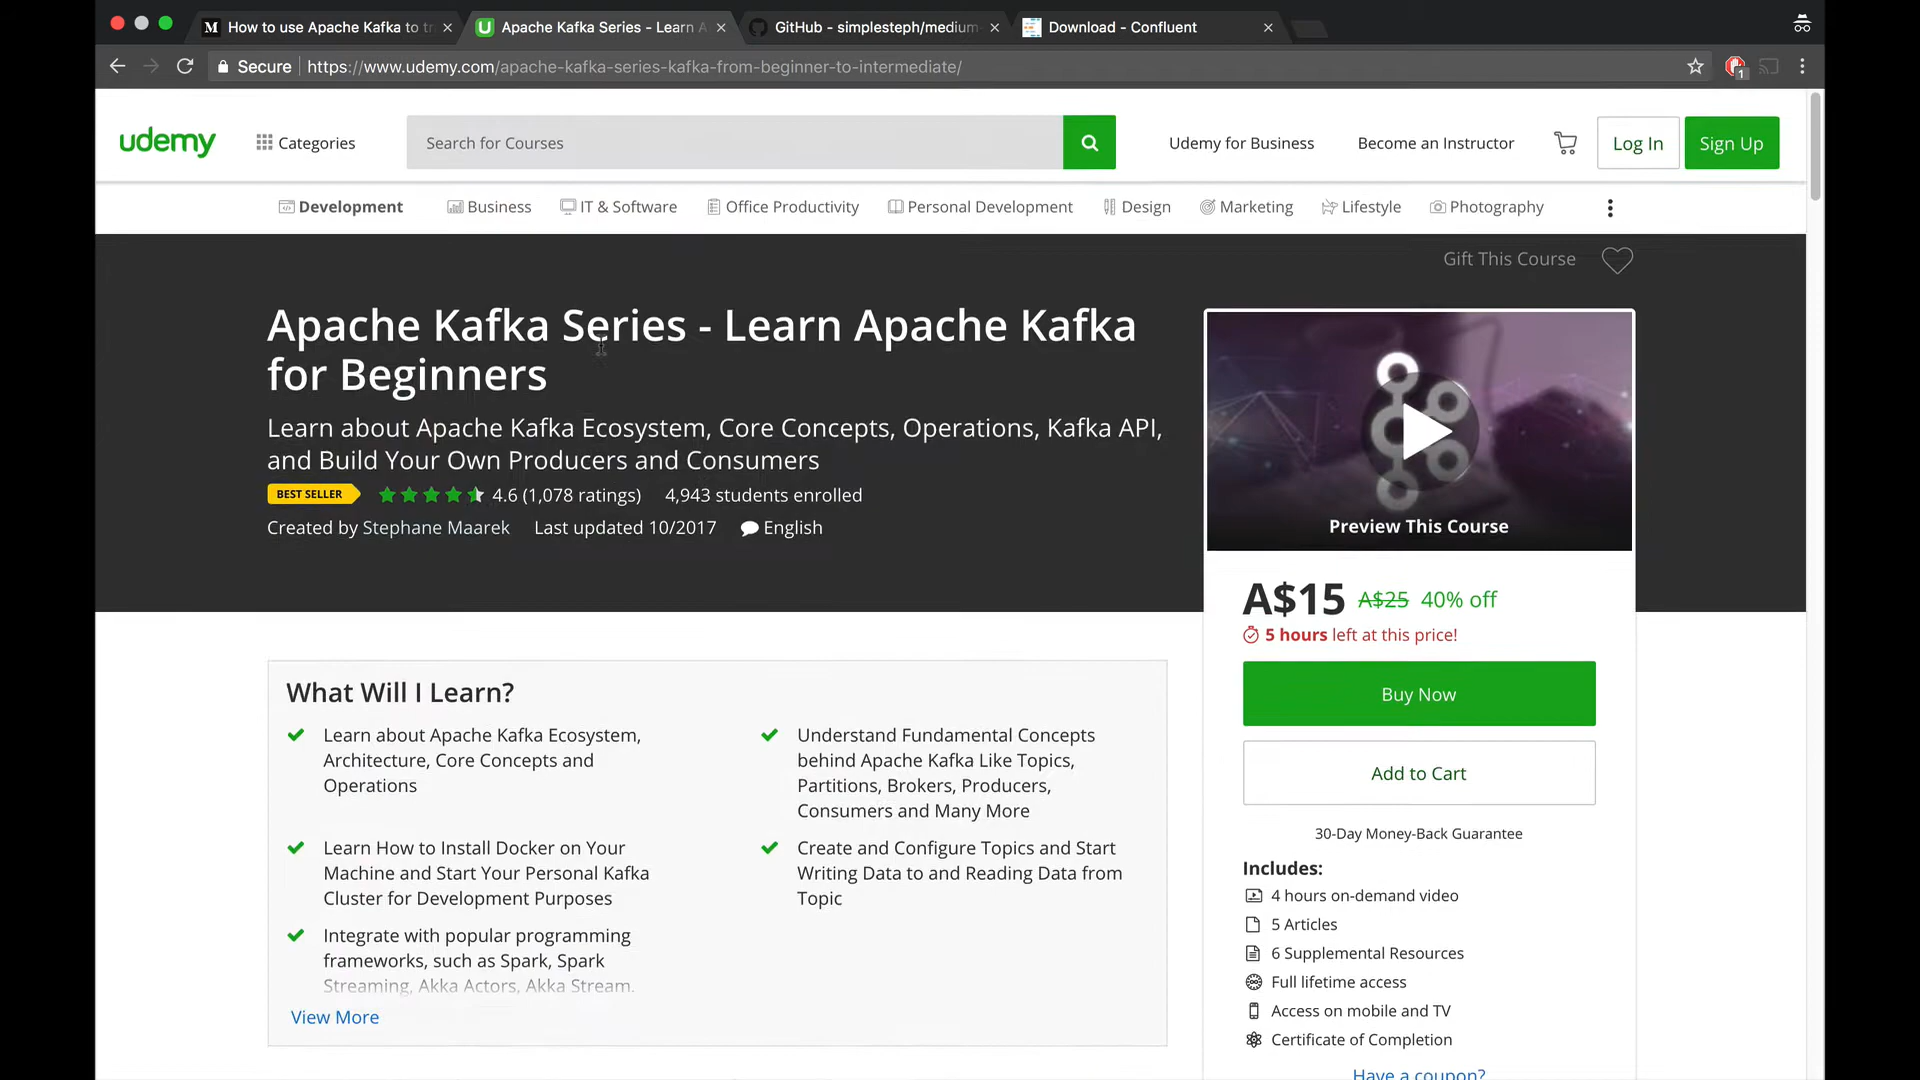 How to use Apache Kafka to tr
Apache Kafka Series - Learn A
GitHub - simplesteph/medium-
Download - Confluent
Secure https://www.udemy.com/apache-kafka-series-kafka-from-beginner-to-intermediate/
1
udemy
Categories
Search for Courses
Udemy for Business
Become an Instructor
Log In
Sign Up
Development
Business
IT & Software
Office Productivity
Personal Development
Design
Marketing
Lifestyle
Photography
Gift This Course
Apache Kafka Series - Learn Apache Kafka
for Beginners
Learn about Apache Kafka Ecosystem, Core Concepts, Operations, Kafka API,
and Build Your Own Producers and Consumers
BEST SELLER 4.6 (1,078 ratings) 4,943 students enrolled
Created by Stephane Maarek Last updated 10/2017 English
Preview This Course
A$15 A$25 40% off
5 hours left at this price!
Buy Now
Add to Cart
30-Day Money-Back Guarantee
Includes:
4 hours on-demand video
5 Articles
6 Supplemental Resources
Full lifetime access
Access on mobile and TV
Certificate of Completion
Have a coupon?
What Will I Learn?
Learn about Apache Kafka Ecosystem,
Architecture, Core Concepts and
Operations
Understand Fundamental Concepts
behind Apache Kafka Like Topics,
Partitions, Brokers, Producers,
Consumers and Many More
Learn How to Install Docker on Your
Machine and Start Your Personal Kafka
Cluster for Development Purposes
Create and Configure Topics and Start
Writing Data to and Reading Data from
Topic
Integrate with popular programming
frameworks, such as Spark, Spark
Streaming, Akka Actors, Akka Stream.
View More